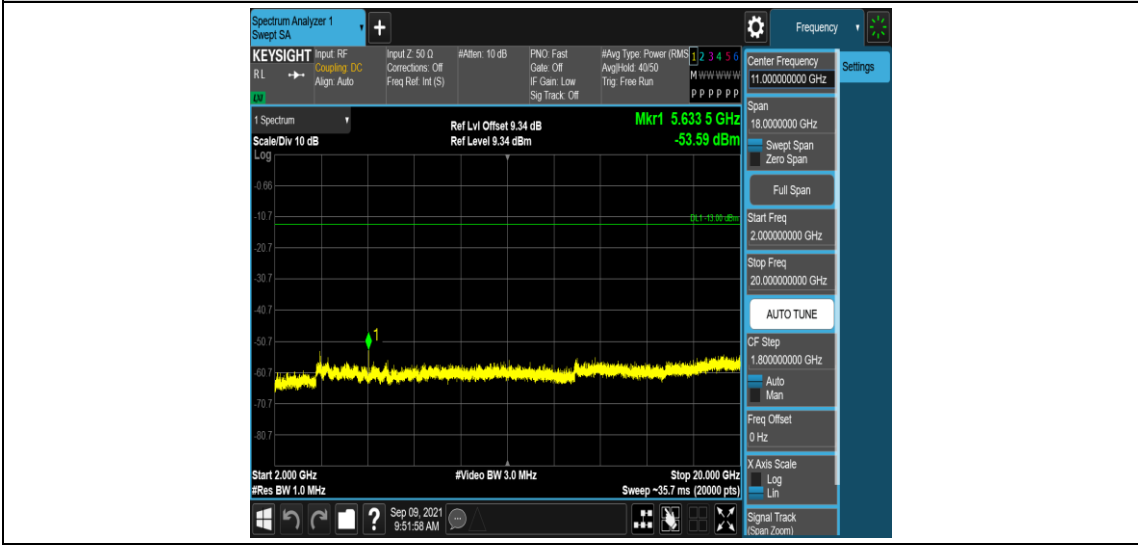 Spectrum Analyzer 1
Swept SA
+
Frequency
KEYSIGHT
RL
LNI
Input: RF
Coupling: DC
Align: Auto
Input Z: 50 Ω
Corrections: Off
Freq Ref: Int (S)
#Atten: 10 dB
PNO: Fast
Gate: Off
IF Gain: Low
Sig Track: Off
#Avg Type: Power (RMS
Avg|Hold: 40/50
Trig: Free Run
1 2 3 4 5 6
M W W W W W
P P P P P P
1 Spectrum
Scale/Div 10 dB
Ref Lvl Offset 9.34 dB
Ref Level 9.34 dBm
Mkr1 5.633 5 GHz
-53.59 dBm
Log
-0.66
-10.7
DL1 -13.00 dBm
-20.7
-30.7
-40.7
-50.7
1
-60.7
-70.7
-80.7
Start 2.000 GHz
#Video BW 3.0 MHz
Stop 20.000 GHz
#Res BW 1.0 MHz
Sweep ~35.7 ms (20000 pts)
?
Sep 09, 2021
9:51:58 AM
Center Frequency
11.000000000 GHz
Settings
Span
18.0000000 GHz
Swept Span
Zero Span
Full Span
Start Freq
2.000000000 GHz
Stop Freq
20.000000000 GHz
AUTO TUNE
CF Step
1.800000000 GHz
Auto
Man
Freq Offset
0 Hz
X Axis Scale
Log
Lin
Signal Track
(Span Zoom)